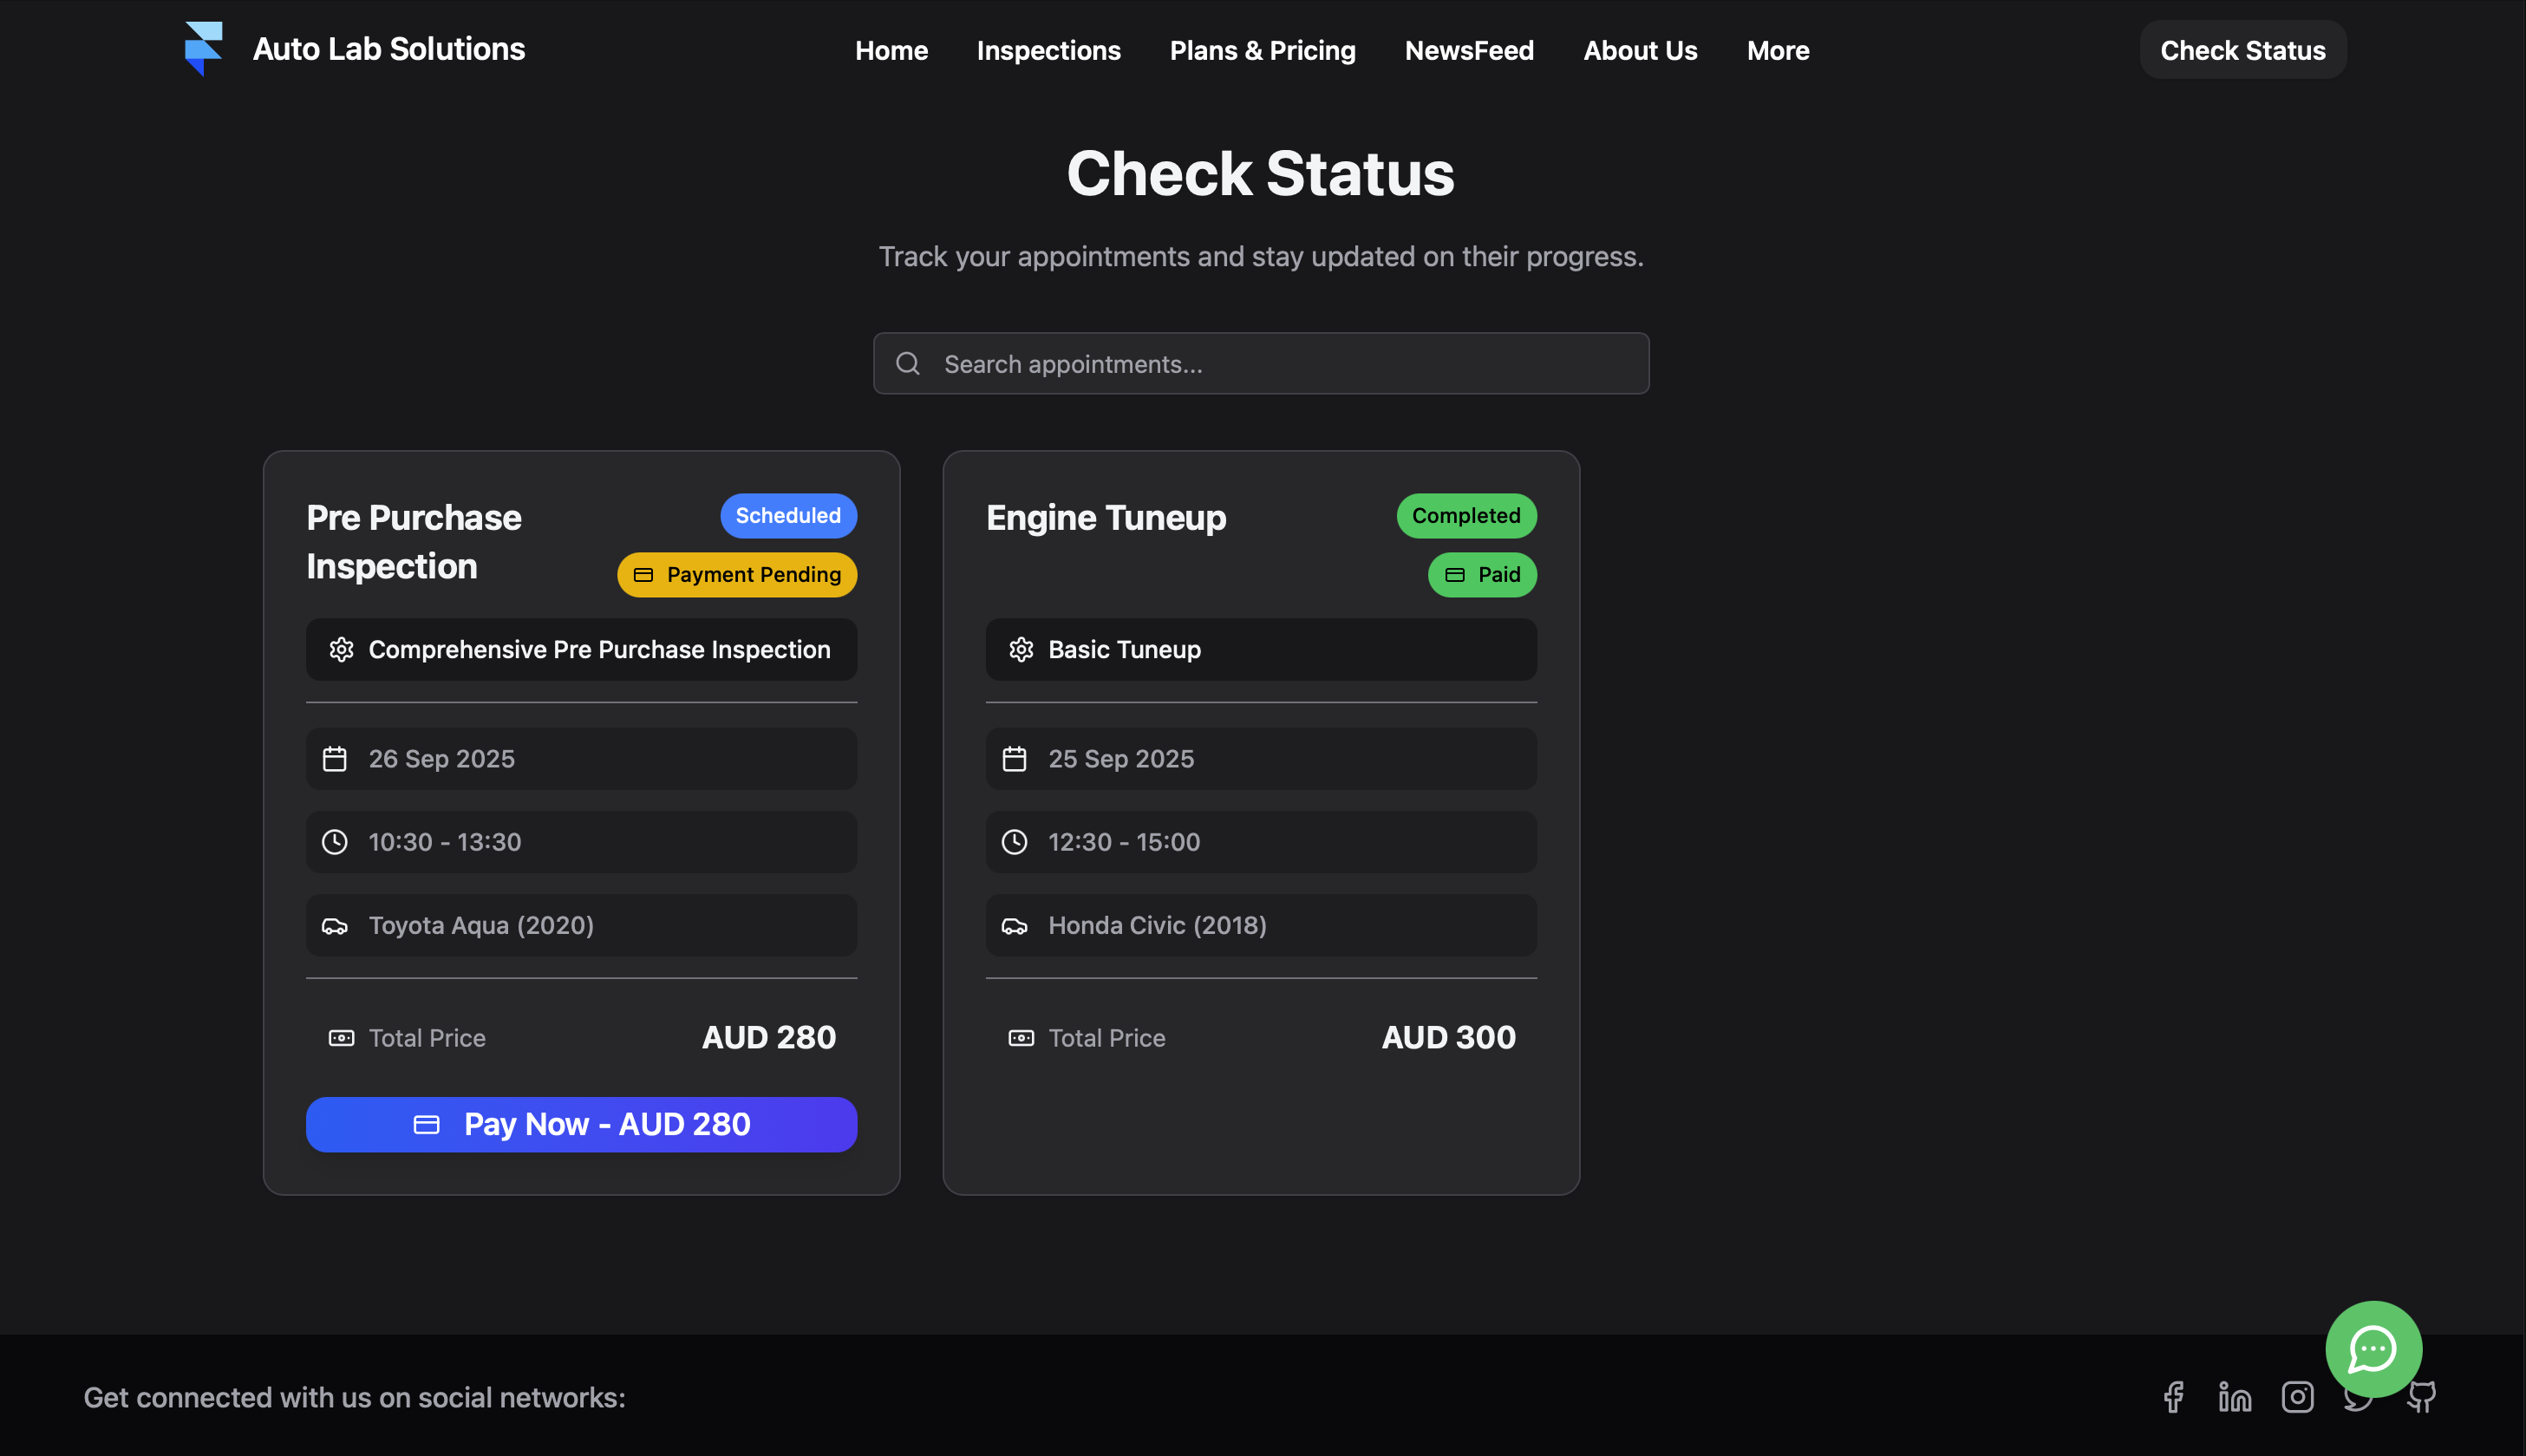 Auto Lab Solutions
Home
Inspections
Plans & Pricing
NewsFeed
About Us
More
Check Status
Check Status
Track your appointments and stay updated on their progress.
Search appointments...
Pre Purchase
Inspection
Scheduled
Payment Pending
Comprehensive Pre Purchase Inspection
26 Sep 2025
10:30 - 13:30
Toyota Aqua (2020)
Total Price
AUD 280
Pay Now - AUD 280
Engine Tuneup
Completed
Paid
Basic Tuneup
25 Sep 2025
12:30 - 15:00
Honda Civic (2018)
Total Price
AUD 300
Get connected with us on social networks: